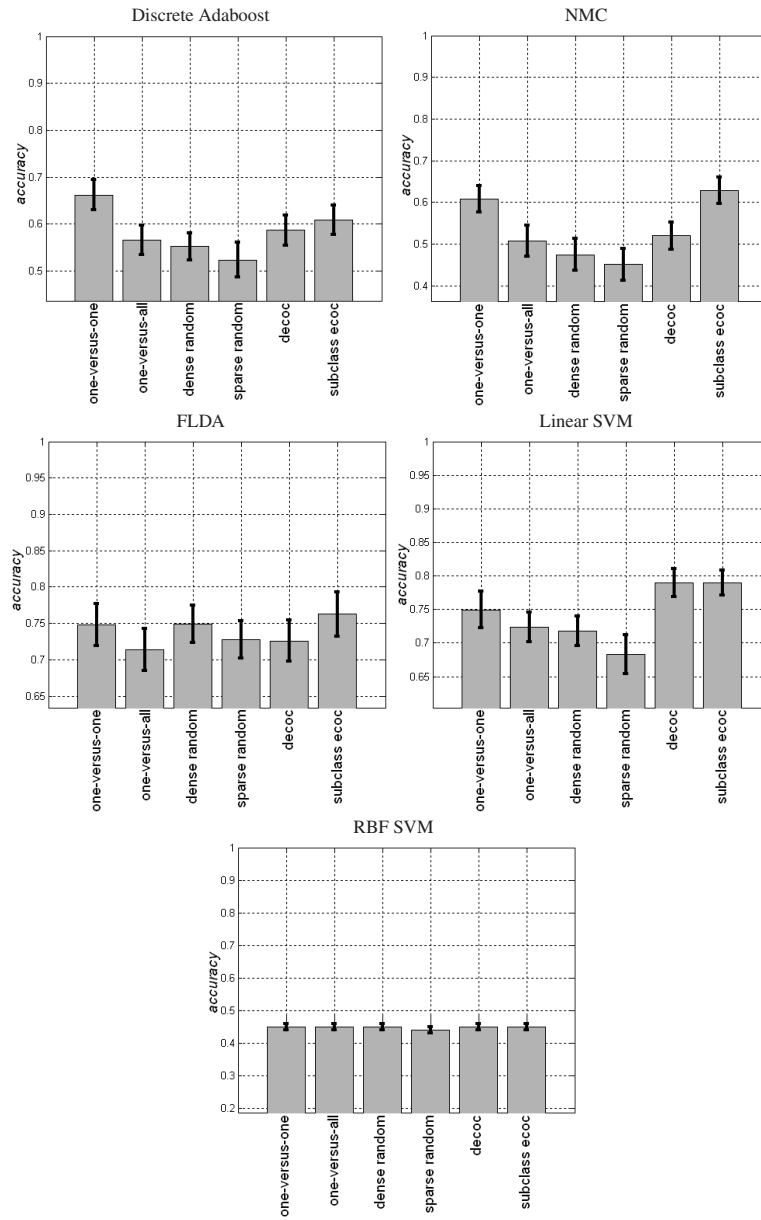 Discrete Adaboost
1
0.9
0.8
0.7
0.6
0.5
accuracy
one-versus-one
one-versus-all
dense random
sparse random
decoc
subclass ecoc
NMC
1
0.9
0.8
0.7
0.6
0.5
0.4
accuracy
one-versus-one
one-versus-all
dense random
sparse random
decoc
subclass ecoc
FLDA
1
0.95
0.9
0.85
0.8
0.75
0.7
0.65
accuracy
one-versus-one
one-versus-all
dense random
sparse random
decoc
subclass ecoc
Linear SVM
1
0.95
0.9
0.85
0.8
0.75
0.7
0.65
accuracy
one-versus-one
one-versus-all
dense random
sparse random
decoc
subclass ecoc
RBF SVM
1
0.9
0.8
0.7
0.6
0.5
0.4
0.3
0.2
accuracy
one-versus-one
one-versus-all
dense random
sparse random
decoc
subclass ecoc